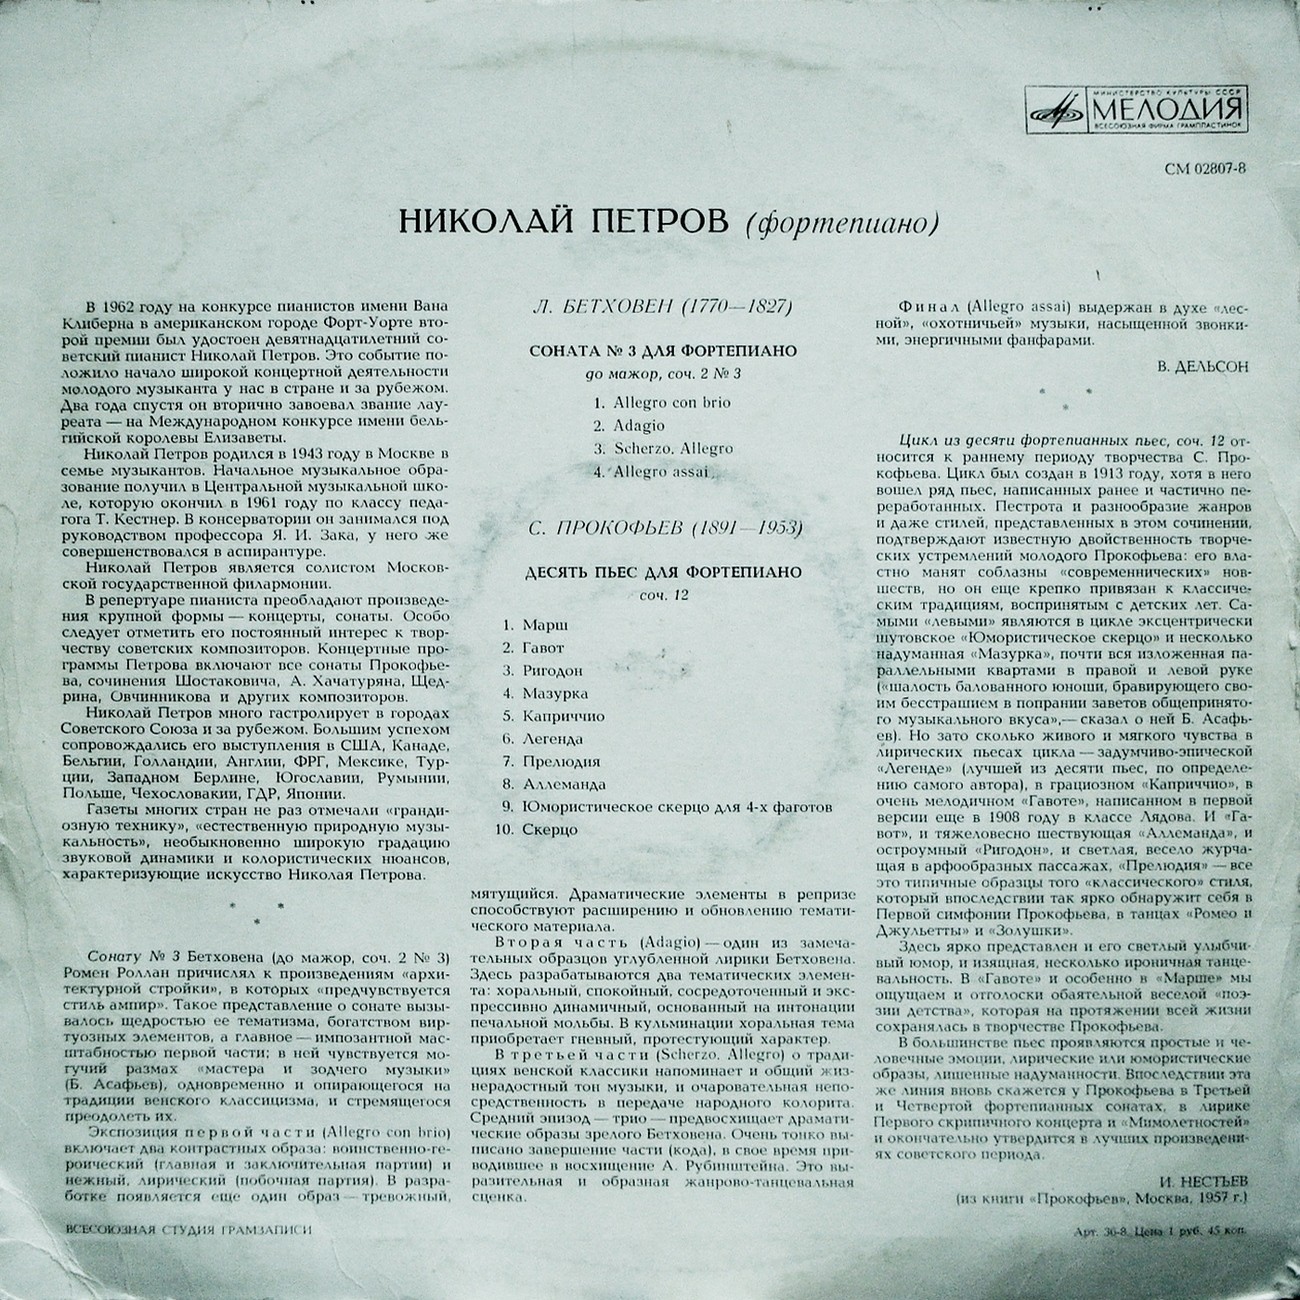 МИНИСТЕРСТВО КУЛЬТУРЫ СССР
МЕЛОДИЯ
ВСЕСОЮЗНАЯ ФИРМА ГРАМПЛАСТИНОК
СМ 02807-8
НИКОЛАЙ ПЕТРОВ (фортепиано)
В 1962 году на конкурсе пианистов имени Вана
Клиберна в американском городе Форт-Уорте вто-
рой премии был удостоен девятнадцатилетний со-
ветский пианист Николай Петров. Это событие по-
ложило начало широкой концертной деятельности
молодого музыканта у нас в стране и за рубежом.
Два года спустя он вторично завоевал звание лау-
реата — на Международном конкурсе имени бель-
гийской королевы Елизаветы.
Николай Петров родился в 1943 году в Москве в
семье музыкантов. Начальное музыкальное обра-
зование получил в Центральной музыкальной шко-
ле, которую окончил в 1961 году по классу педа-
гога Т. Кестнер. В консерватории он занимался под
руководством профессора Я. И. Зака, у него же
совершенствовался в аспирантуре.
Николай Петров является солистом Москов-
ской государственной филармонии.
В репертуаре пианиста преобладают произведе-
ния крупной формы — концерты, сонаты. Особо
следует отметить его постоянный интерес к твор-
честву советских композиторов. Концертные про-
граммы Петрова включают все сонаты Прокофье-
ва, сочинения Шостаковича, А. Хачатуряна, Щед-
рина, Овчинникова и других композиторов.
Николай Петров много гастролирует в городах
Советского Союза и за рубежом. Большим успехом
сопровождались его выступления в США, Канаде,
Бельгии, Голландии, Англии, ФРГ, Мексике, Тур-
ции, Западном Берлине, Югославии, Румынии,
Польше, Чехословакии, ГДР, Японии.
Газеты многих стран не раз отмечали «гранди-
озную технику», «естественную природную музы-
кальность», необыкновенно широкую градацию
звуковой динамики и колористических нюансов,
характеризующие искусство Николая Петрова.
* * *
Сонату № 3 Бетховена (до мажор, соч. 2 № 3)
Ромен Роллан причислял к произведениям «архи-
тектурной стройки», в которых «предчувствуется
стиль ампир». Такое представление о сонате вызы-
валось щедростью ее тематизма, богатством вир-
туозных элементов, а главное — импозантной мас-
штабностью первой части; в ней чувствуется мо-
гучий размах «мастера и зодчего музыки»
(Б. Асафьев), одновременно и опирающегося на
традиции венского классицизма, и стремящегося
преодолеть их.
Экспозиция первой части (Allegro con brio)
включает два контрастных образа: воинственно-ге-
роический (главная и заключительная партии) и
нежный, лирический (побочная партия). В разра-
ботке появляется еще один образ — тревожный,
Л. БЕТХОВЕН (1770—1827)
СОНАТА № 3 ДЛЯ ФОРТЕПИАНО
до мажор, соч. 2 № 3
1. Allegro con brio
2. Adagio
3. Scherzo. Allegro
4. Allegro assai
С. ПРОКОФЬЕВ (1891—1953)
ДЕСЯТЬ ПЬЕС ДЛЯ ФОРТЕПИАНО
соч. 12
1. Марш
2. Гавот
3. Ригодон
4. Мазурка
5. Каприччио
6. Легенда
7. Прелюдия
8. Аллеманда
9. Юмористическое скерцо для 4-х фаготов
10. Скерцо
мятущийся. Драматические элементы в репризе
способствуют расширению и обновлению темати-
ческого материала.
Вторая часть (Adagio) — один из замеча-
тельных образцов углубленной лирики Бетховена.
Здесь разрабатываются два тематических элемен-
та: хоральный, спокойный, сосредоточенный и экс-
прессивно динамичный, основанный на интонации
печальной мольбы. В кульминации хоральная тема
приобретает гневный, протестующий характер.
В третьей части (Scherzo. Allegro) о тради-
циях венской классики напоминает и общий жиз-
нерадостный тон музыки, и очаровательная непо-
средственность в передаче народного колорита.
Средний эпизод — трио — предвосхищает драмати-
ческие образы зрелого Бетховена. Очень тонко вы-
писано завершение части (кода), в свое время при-
водившее в восхищение А. Рубинштейна. Это вы-
разительная и образная жанрово-танцевальная
сценка.
Финал (Allegro assai) выдержан в духе «лес-
ной», «охотничьей» музыки, насыщенной звонки-
ми, энергичными фанфарами.
В. ДЕЛЬСОН
* * *
Цикл из десяти фортепианных пьес, соч. 12 от-
носится к раннему периоду творчества С. Про-
кофьева. Цикл был создан в 1913 году, хотя в него
вошел ряд пьес, написанных ранее и частично пе-
реработанных. Пестрота и разнообразие жанров
и даже стилей, представленных в этом сочинении,
подтверждают известную двойственность творче-
ских устремлений молодого Прокофьева: его вла-
стно манят соблазны «современнических» нов-
шеств, но он еще крепко привязан к классиче-
ским традициям, воспринятым с детских лет. Са-
мыми «левыми» являются в цикле эксцентрически
шутовское «Юмористическое скерцо» и несколько
надуманная «Мазурка», почти вся изложенная па-
раллельными квартами в правой и левой руке
(«шалость балованного юноши, бравирующего сво-
им бесстрашием в попрании заветов общепринято-
го музыкального вкуса»,— сказал о ней Б. Асафь-
ев). Но зато сколько живого и мягкого чувства в
лирических пьесах цикла — задумчиво-эпической
«Легенде» (лучшей из десяти пьес, по определе-
нию самого автора), в грациозном «Каприччио», в
очень мелодичном «Гавоте», написанном в первой
версии еще в 1908 году в классе Лядова. И «Га-
вот», и тяжеловесно шествующая «Аллеманда», и
остроумный «Ригодон», и светлая, весело журча-
щая в арфообразных пассажах, «Прелюдия» — все
это типичные образцы того «классического» стиля,
который впоследствии так ярко обнаружит себя в
Первой симфонии Прокофьева, в танцах «Ромео и
Джульетты» и «Золушки».
Здесь ярко представлен и его светлый улыбчи-
вый юмор, и изящная, несколько ироничная танце-
вальность. В «Гавоте» и особенно в «Марше» мы
ощущаем и отголоски обаятельной веселой «поэ-
зии детства», которая на протяжении всей жизни
сохранялась в творчестве Прокофьева.
В большинстве пьес проявляются простые и че-
ловечные эмоции, лирические или юмористические
образы, лишенные надуманности. Впоследствии эта
же линия вновь скажется у Прокофьева в Третьей
и Четвертой фортепианных сонатах, в лирике
Первого скрипичного концерта и «Мимолетностей»
и окончательно утвердится в лучших произведени-
ях советского периода.
И. НЕСТЬЕВ
(из книги «Прокофьев», Москва, 1957 г.)
ВСЕСОЮЗНАЯ СТУДИЯ ГРАМЗАПИСИ
Арт. 36-8. Цена 1 руб. 45 коп.